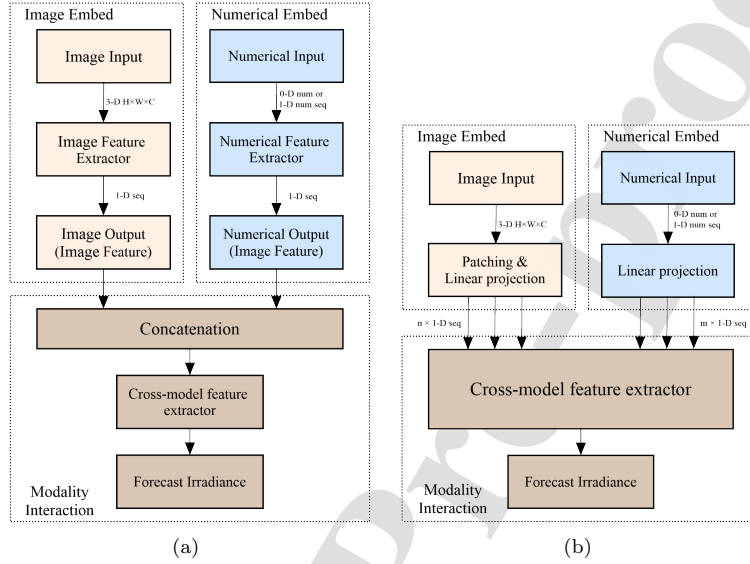 Image Embed
Numerical Embed
Image Input
Numerical Input
3-D H×W×C
0-D num or
1-D num seq
Image Feature
Extractor
Numerical Feature
Extractor
1-D seq
1-D seq
Image Output
(Image Feature)
Numerical Output
(Image Feature)
Concatenation
Cross-model feature
extractor
Forecast Irradiance
Modality
Interaction
(a)
Image Embed
Numerical Embed
Image Input
Numerical Input
3-D H×W×C
0-D num or
1-D num seq
Patching &
Linear projection
Linear projection
n × 1-D seq
m × 1-D seq
Cross-model feature extractor
Forecast Irradiance
Modality
Interaction
(b)
Pre-proo